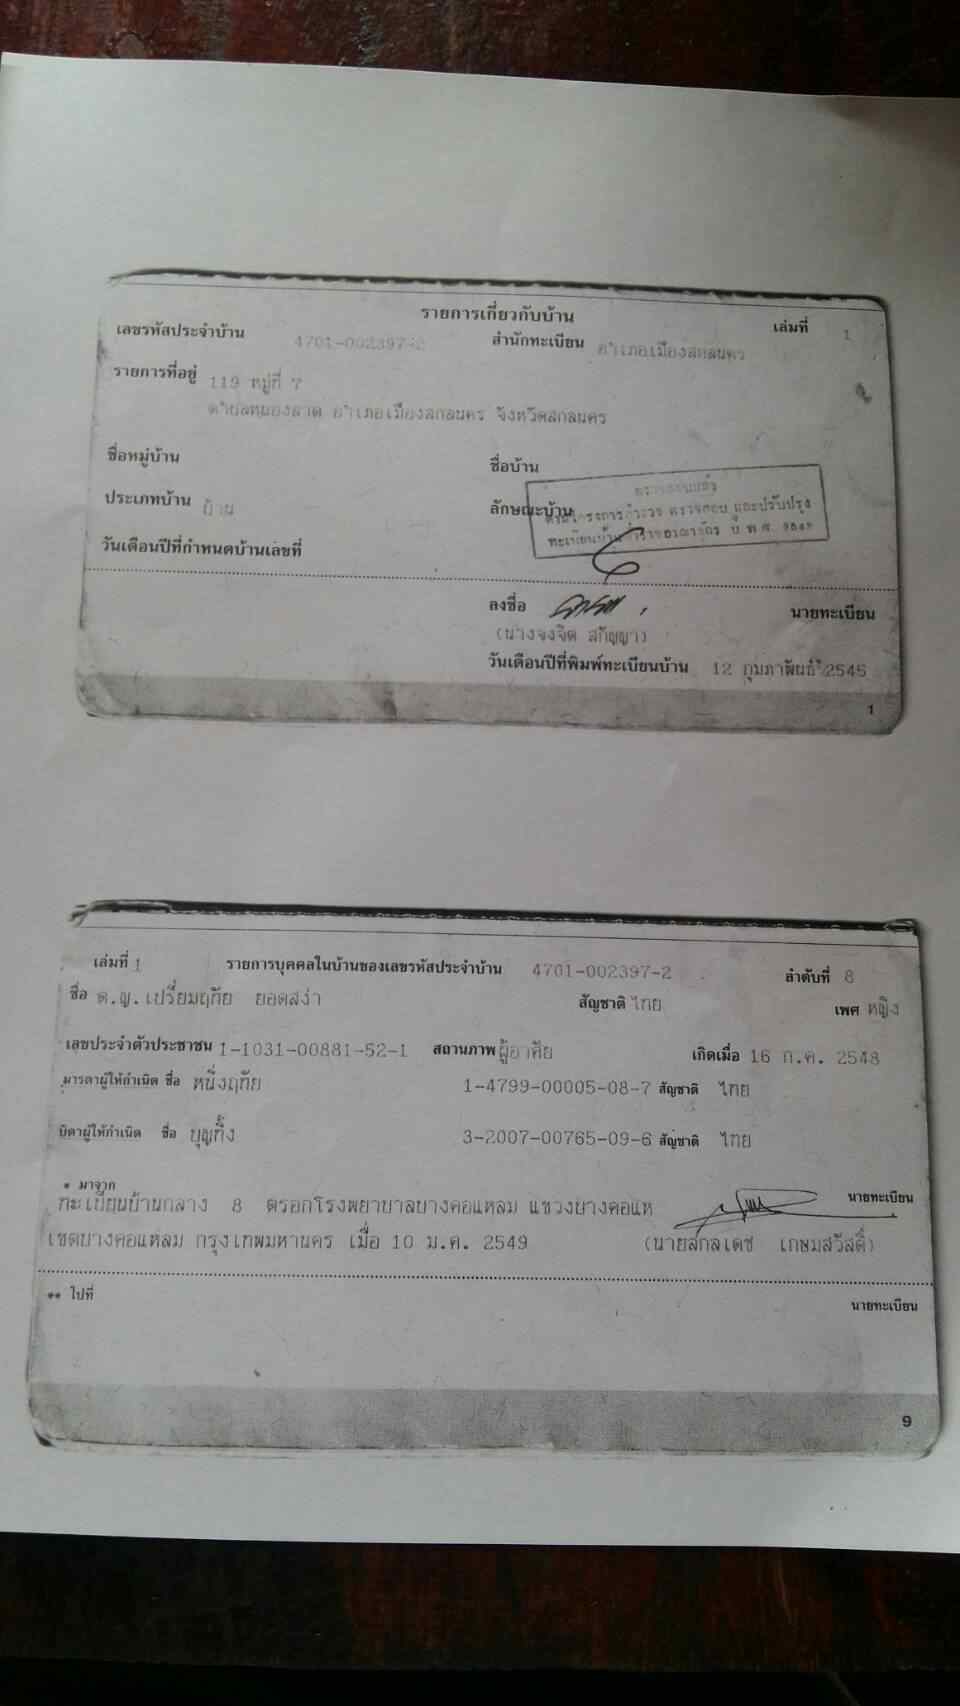 รายการเกี่ยวกับบ้าน เล่มที่ 1
เลขรหัสประจำบ้าน 4701-002397-2 สำนักทะเบียน อำเภอเมืองสกลนคร
รายการที่อยู่ 119 หมู่ที่ 7
ตำบลหนองลาด อำเภอเมืองสกลนคร จังหวัดสกลนคร
ชื่อหมู่บ้าน ชื่อบ้าน
ตรวจสอบแล้ว
ประเภทบ้าน บ้าน ลักษณะบ้าน
ตามโครงการสำรวจ ตรวจสอบ และปรับปรุง
ทะเบียนบ้าน ปี พ.ศ.
วันเดือนปีที่กำหนดบ้านเลขที่
ลงชื่อ นายทะเบียน
(นางจงจิต สกัญญา)
วันเดือนปีที่พิมพ์ทะเบียนบ้าน 12 กุมภาพันธ์ 2545
1
เล่มที่ 1 รายการบุคคลในบ้านของเลขรหัสประจำบ้าน 4701-002397-2 ลำดับที่ 8
ชื่อ ด.ญ.เปรี่ยมฤทัย ยอดสง่า สัญชาติ ไทย เพศ หญิง
เลขประจำตัวประชาชน 1-1031-00881-52-1 สถานภาพ ผู้อาศัย เกิดเมื่อ 16 ก.ค. 2548
มารดาผู้ให้กำเนิด ชื่อ หนึ่งฤทัย 1-4799-00005-08-7 สัญชาติ ไทย
บิดาผู้ให้กำเนิด ชื่อ บุญทิ้ง 3-2007-00765-09-6 สัญชาติ ไทย
* มาจาก
ทะเบียนบ้านกลาง 8 ตรอกโรงพยาบาลบางคอแหลม แขวงบางคอแห นายทะเบียน
เขตบางคอแหลม กรุงเทพมหานคร เมื่อ 10 ม.ค. 2549 (นายสกลเดช เกษมสวัสดิ์)
** ไปที่ นายทะเบียน
9